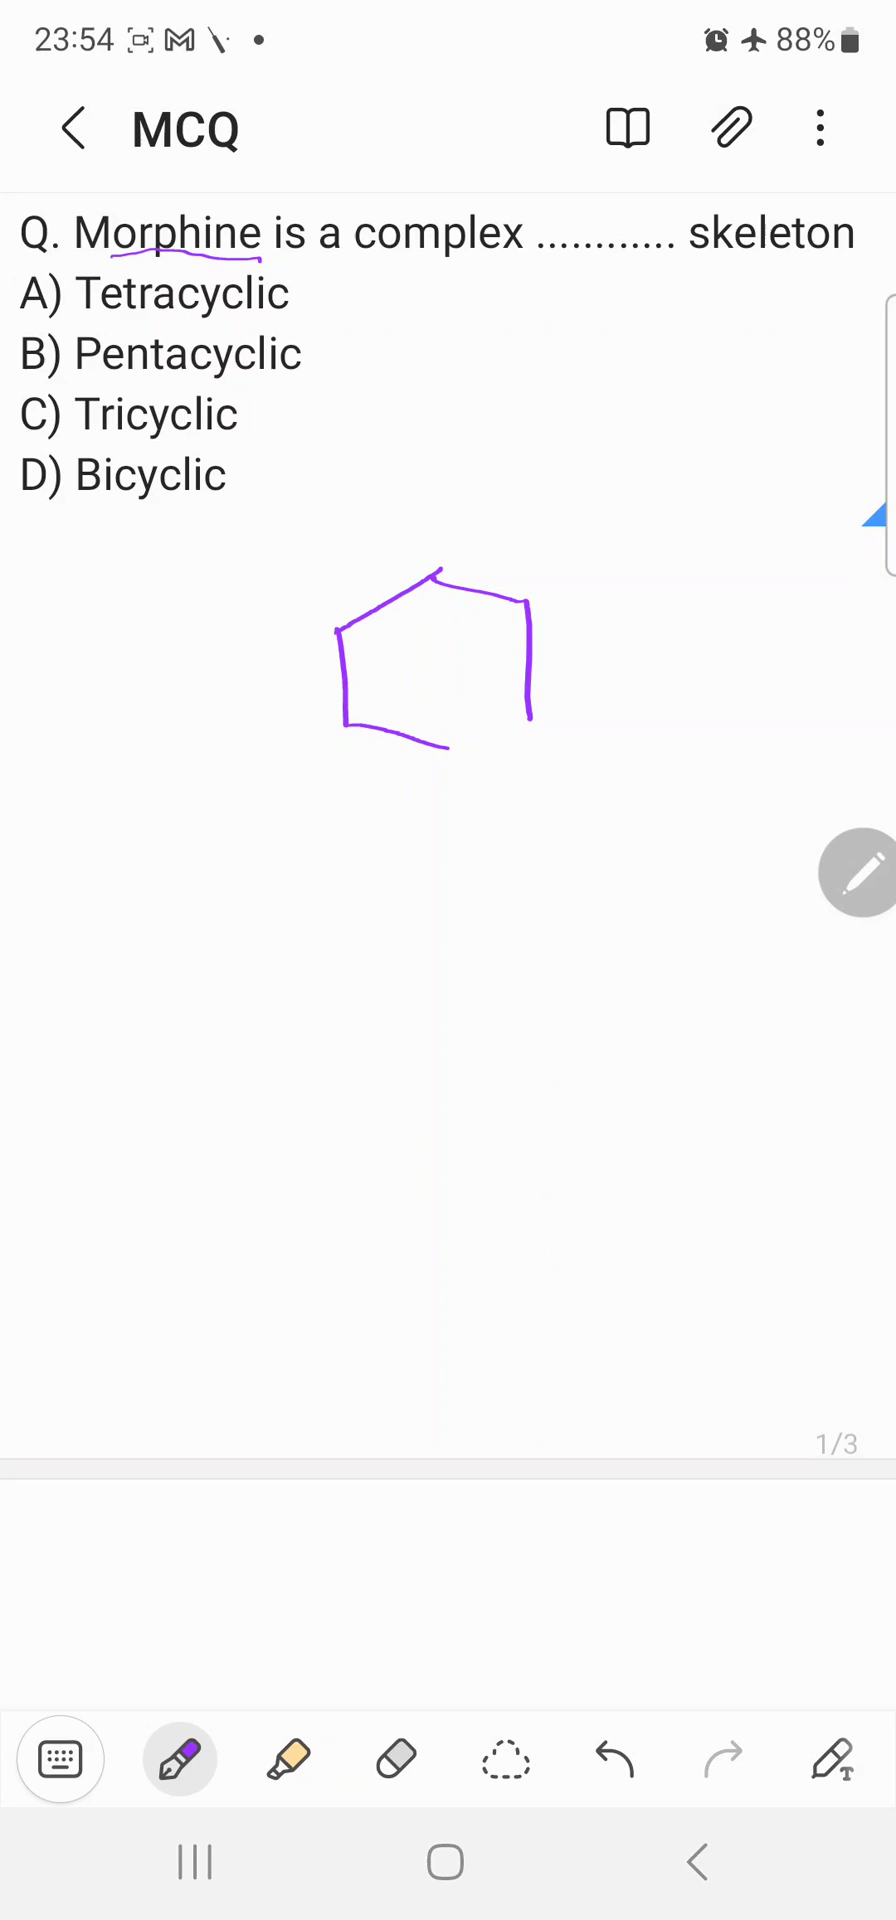 23:54
88%
MCQ
Q. Morphine is a complex ............ skeleton
A) Tetracyclic
B) Pentacyclic
C) Tricyclic
D) Bicyclic
1/3